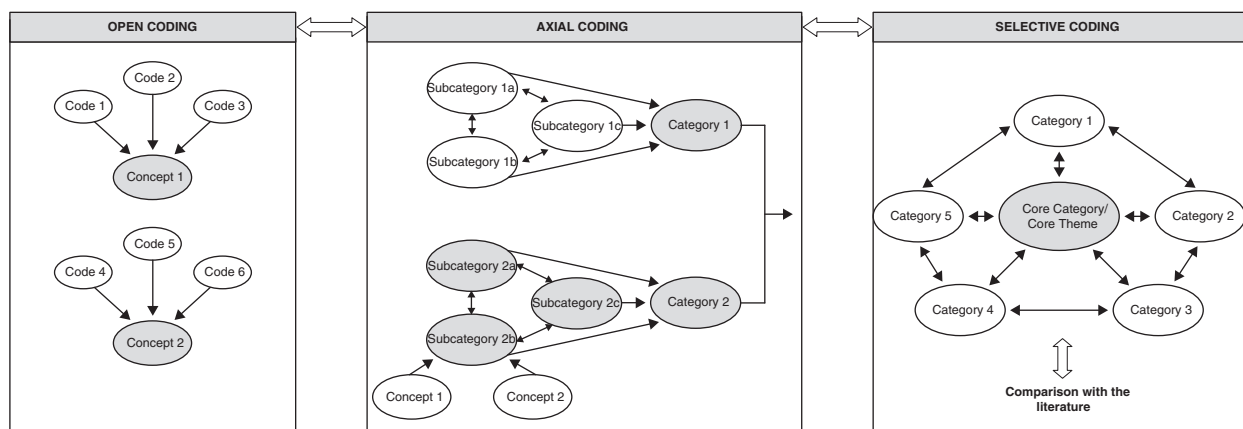 OPEN CODING
Code 1
Code 2
Code 3
Concept 1
Code 4
Code 5
Code 6
Concept 2
AXIAL CODING
Subcategory 1a
Subcategory 1c
Subcategory 1b
Category 1
Subcategory 2a
Subcategory 2c
Subcategory 2b
Category 2
Concept 1
Concept 2
SELECTIVE CODING
Category 1
Category 5
Core Category/
Core Theme
Category 2
Category 4
Category 3
Comparison with the
literature